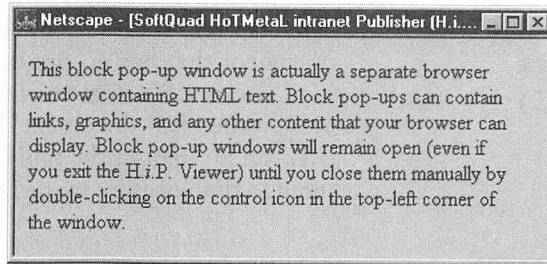 Netscape - [SoftQuad HoTMetaL intranet Publisher (H.i....
This block pop-up window is actually a separate browser
window containing HTML text. Block pop-ups can contain
links, graphics, and any other content that your browser can
display. Block pop-up windows will remain open (even if
you exit the H.i.P. Viewer) until you close them manually by
double-clicking on the control icon in the top-left corner of
the window.